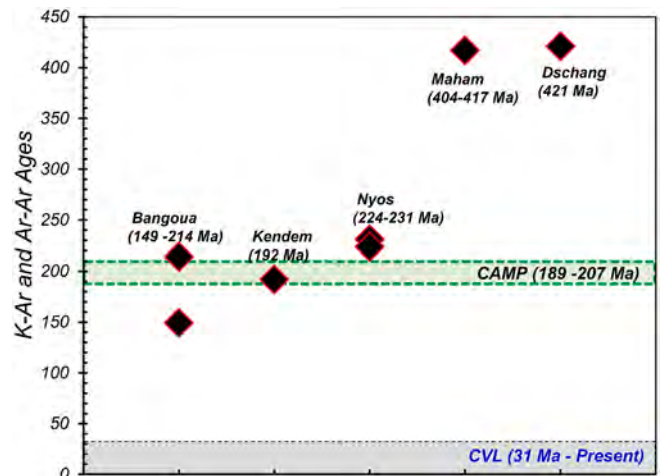 450
400
350
300
250
200
150
100
50
0
K-Ar and Ar-Ar Ages
Maham
(404-417 Ma)
Dschang
(421 Ma)
Nyos
(224-231 Ma)
Bangoua
(149 -214 Ma)
Kendem
(192 Ma)
CAMP (189 -207 Ma)
CVL (31 Ma - Present)